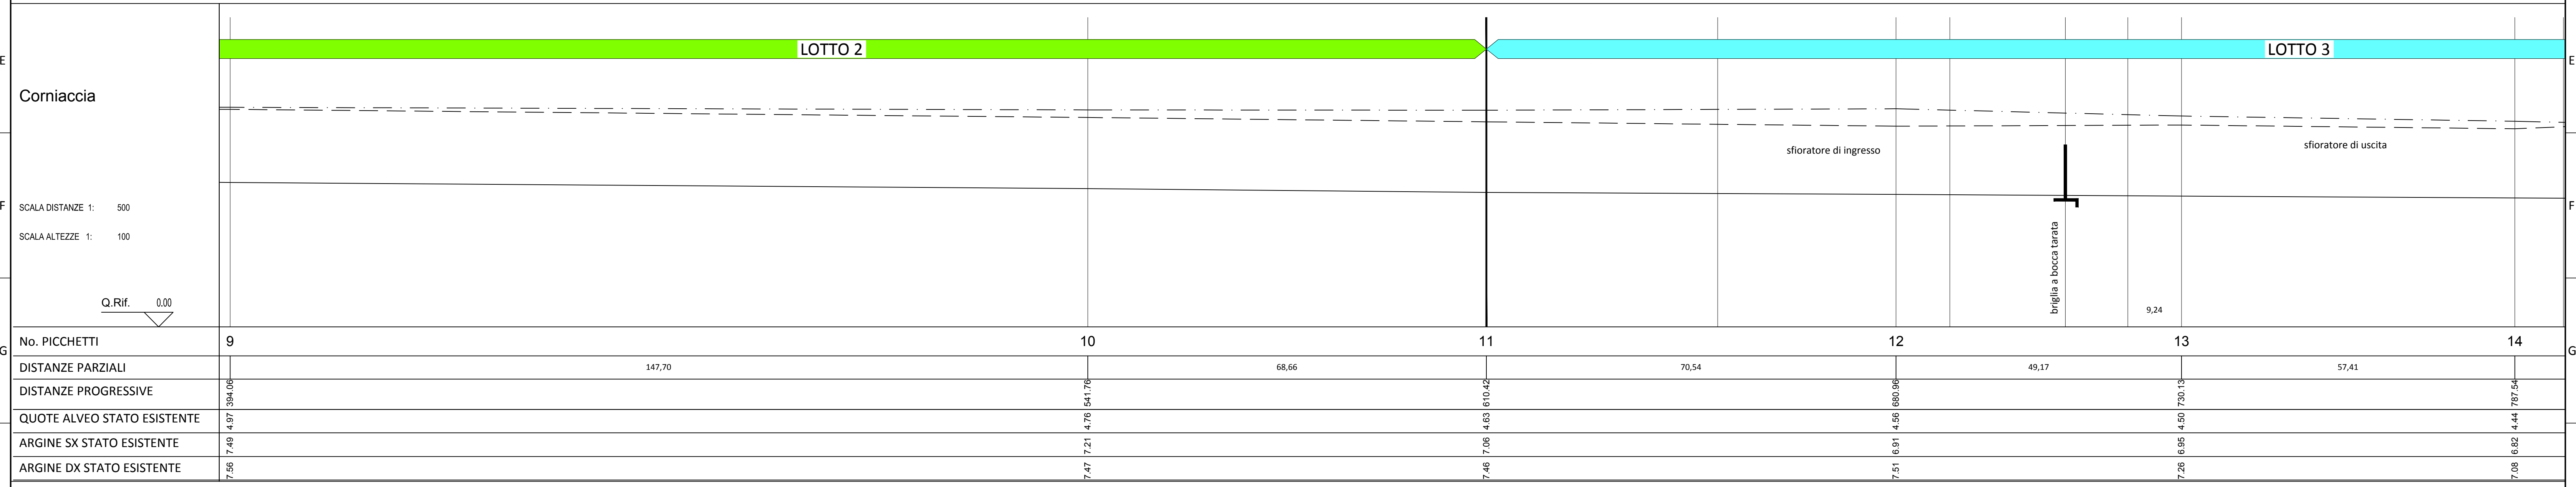 LOTTO 2
LOTTO 3
E
E
Corniaccia
sfioratore di ingresso
sfioratore di uscita
F
F
SCALA DISTANZE 1: 500
SCALA ALTEZZE 1: 100
briglia a bocca tarata
Q.Rif. 0.00
9,24
G
G
No. PICCHETTI 9 10 11 12 13 14
DISTANZE PARZIALI 147,70 68,66 70,54 49,17 57,41
DISTANZE PROGRESSIVE 394.06 541.76 610.42 680.96 730.13 787.54
QUOTE ALVEO STATO ESISTENTE 4.97 4.76 4.63 4.56 4.50 4.44
ARGINE SX STATO ESISTENTE 7.49 7.21 7.06 6.91 6.95 6.82
ARGINE DX STATO ESISTENTE 7.56 7.47 7.46 7.51 7.26 7.08